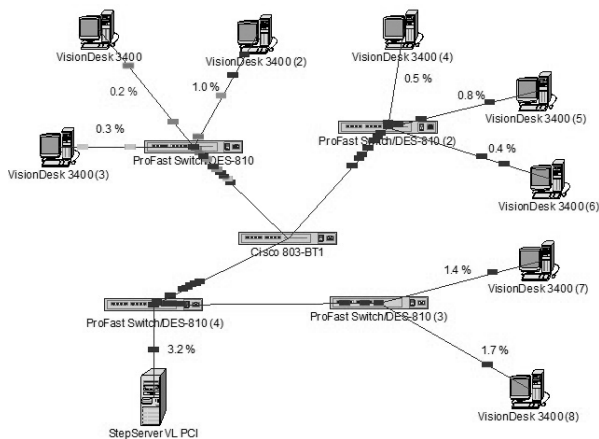 VisionDesk 3400
VisionDesk 3400 (2)
VisionDesk 3400 (4)
0.2 %
1.0 %
0.5 %
0.8 %
VisionDesk 3400 (5)
0.3 %
ProFast Switch/DES-810
ProFast Switch/DES-810 (2)
0.4 %
VisionDesk 3400 (3)
VisionDesk 3400 (6)
Cisco 803-BT1
1.4 %
VisionDesk 3400 (7)
ProFast Switch/DES-810 (4)
ProFast Switch/DES-810 (3)
3.2 %
1.7 %
VisionDesk 3400 (8)
StepServer VL PCI